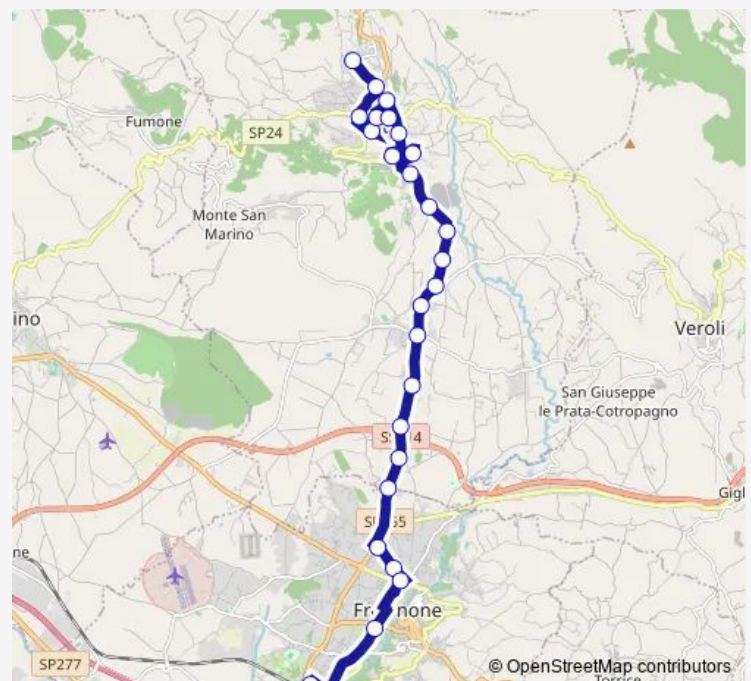 Fumone
SP24
Monte San
Marino
ino
Veroli
San Giuseppe
le Prata-Cotropagno
Gigl
ne
SP277
© OpenStreetMap contributors